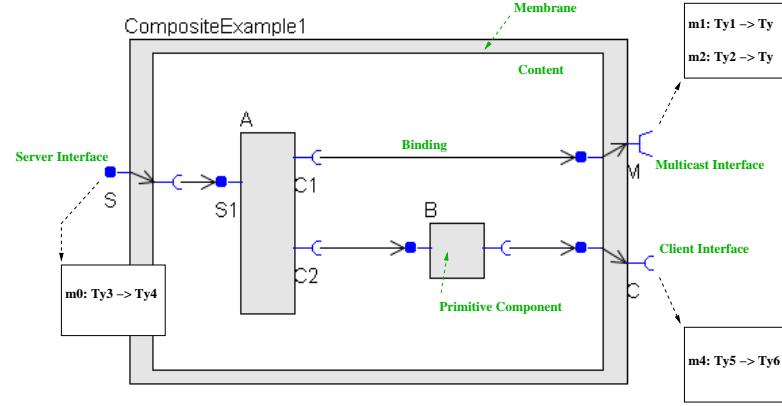 CompositeExample1
Membrane
m1: Ty1 –> Ty
m2: Ty2 –> Ty
Content
A
Server Interface
Binding
C1
M
Multicast Interface
S
S1
B
Client Interface
C2
m0: Ty3 –> Ty4
Primitive Component
C
m4: Ty5 –> Ty6